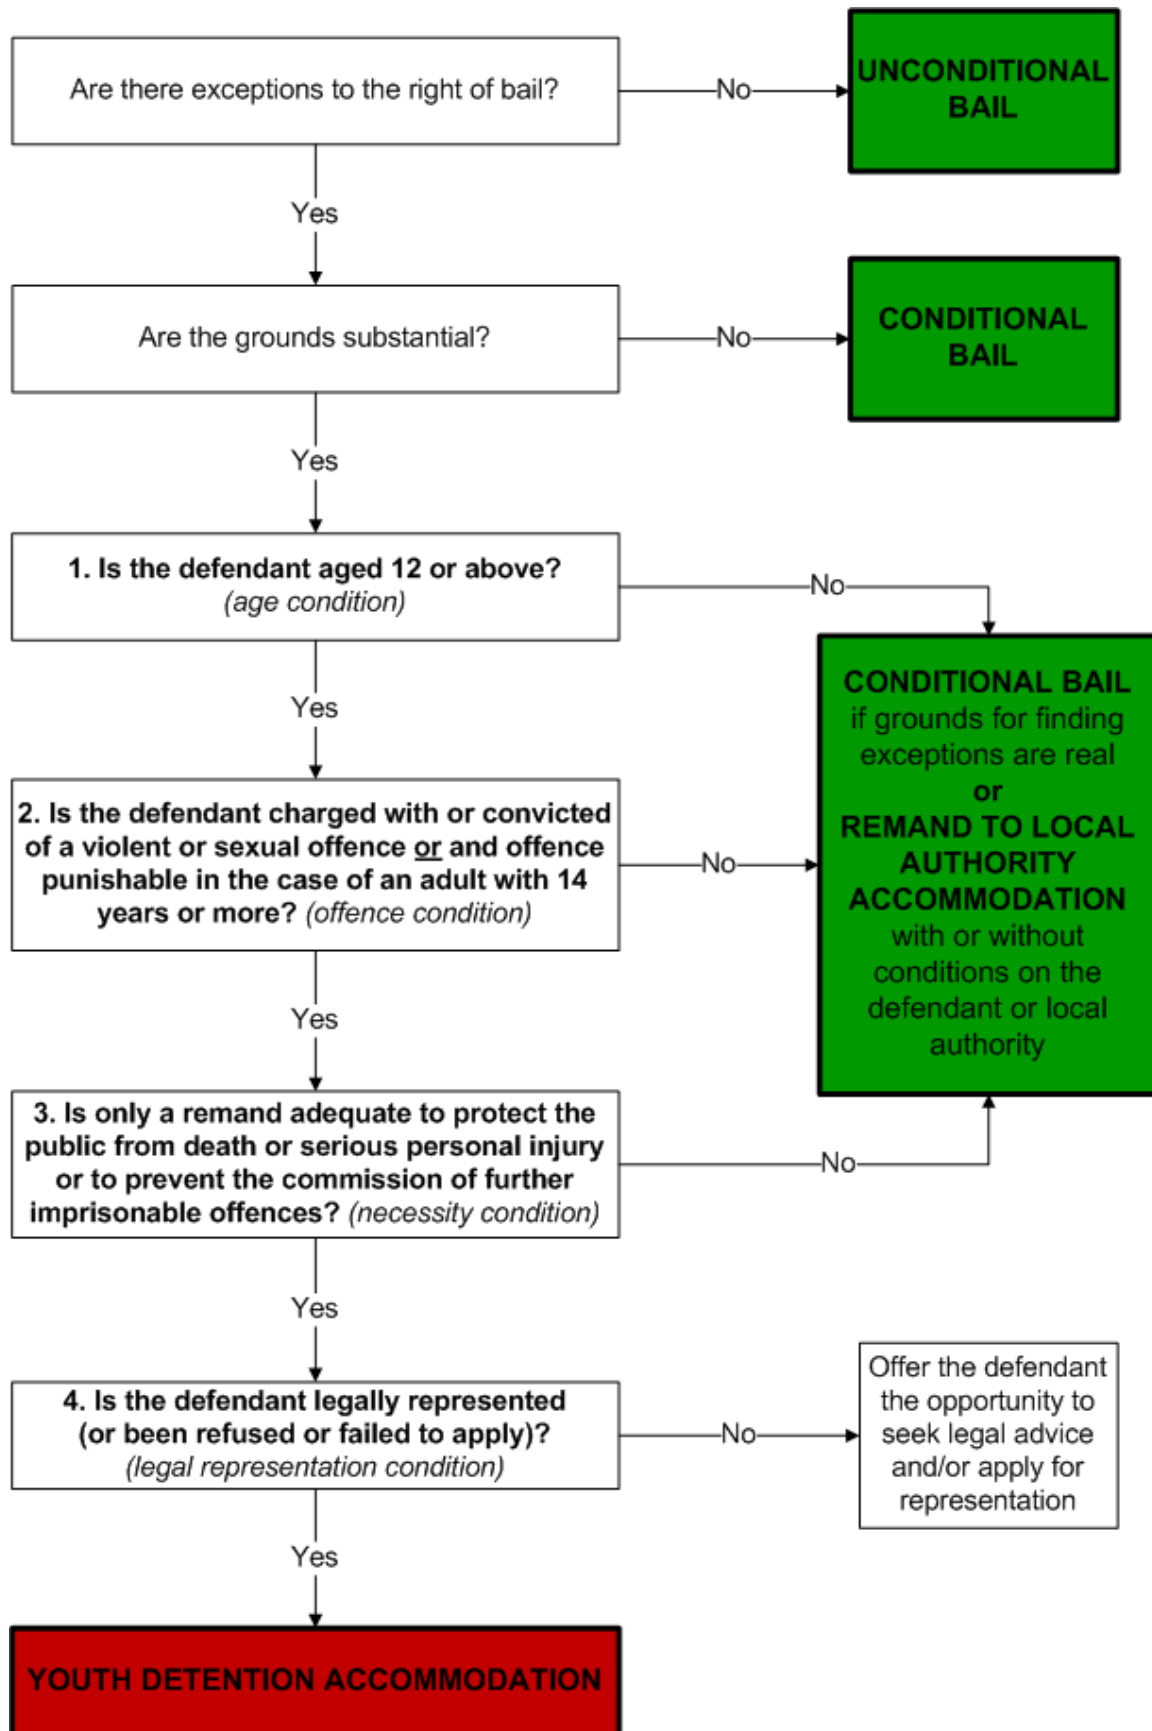 Are there exceptions to the right of bail?
No
UNCONDITIONAL
BAIL
Yes
Are the grounds substantial?
No
CONDITIONAL
BAIL
Yes
1. Is the defendant aged 12 or above?
(age condition)
No
Yes
CONDITIONAL BAIL
if grounds for finding
exceptions are real
or
REMAND TO LOCAL
AUTHORITY
ACCOMMODATION
with or without
conditions on the
defendant or local
authority
2. Is the defendant charged with or convicted
of a violent or sexual offence or and offence
punishable in the case of an adult with 14
years or more? (offence condition)
No
Yes
3. Is only a remand adequate to protect the
public from death or serious personal injury
or to prevent the commission of further
imprisonable offences? (necessity condition)
No
Yes
4. Is the defendant legally represented
(or been refused or failed to apply)?
(legal representation condition)
No
Offer the defendant
the opportunity to
seek legal advice
and/or apply for
representation
Yes
YOUTH DETENTION ACCOMMODATION